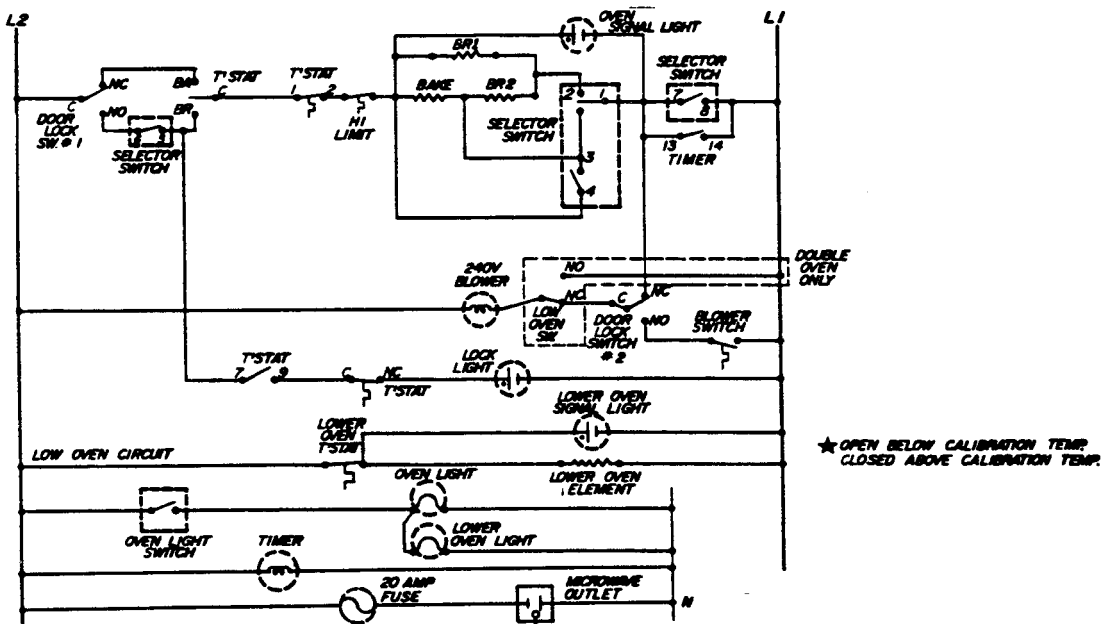 L2
L1
OVEN
SIGNAL LIGHT
BR1
NC
BA
T'STAT
C
T'STAT
1
2
BAKE
BR2
2
1
SELECTOR
SWITCH
7
8
C
NO
BR
DOOR
LOCK
SW. # 1
SELECTOR
SWITCH
HI
LIMIT
SELECTOR
SWITCH
3
4
13
14
TIMER
240V
BLOWER
NO
DOUBLE
OVEN
ONLY
NC
C
NC
LOW
OVEN
SW.
DOOR
LOCK
SWITCH
# 2
NO
BLOWER
SWITCH
T'STAT
7
9
C
NC
T'STAT
LOCK
LIGHT
LOWER OVEN
SIGNAL LIGHT
LOWER
OVEN
T'STAT
LOW OVEN CIRCUIT
LOWER OVEN
ELEMENT
★ OPEN BELOW CALIBRATION TEMP.
CLOSED ABOVE CALIBRATION TEMP.
OVEN LIGHT
OVEN LIGHT
SWITCH
LOWER
OVEN LIGHT
TIMER
20 AMP
FUSE
MICROWAVE
OUTLET
N